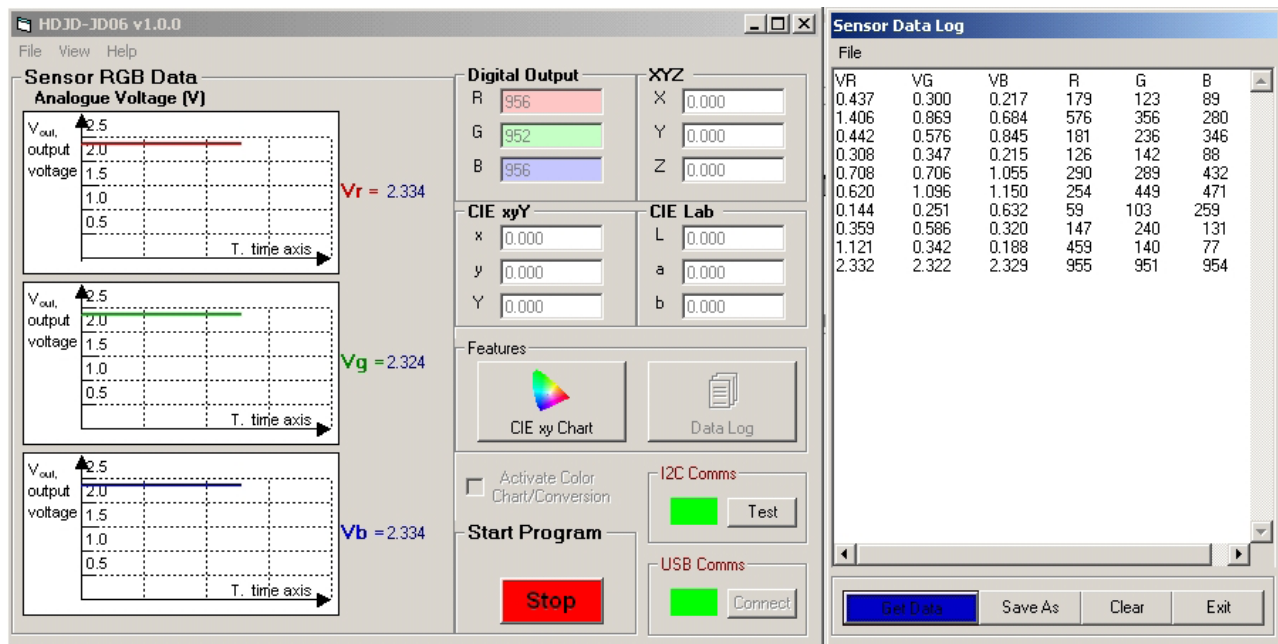 HDJD-JD06 v1.0.0
File View Help
Sensor RGB Data
Analogue Voltage (V)
Vout, output voltage
2.5
2.0
1.5
1.0
0.5
T. time axis
Vr = 2.334
Vout, output voltage
2.5
2.0
1.5
1.0
0.5
T. time axis
Vg =2.324
Vout, output voltage
2.5
2.0
1.5
1.0
0.5
T. time axis
Vb =2.334
Digital Output
R 956
G 952
B 956
XYZ
X 0.000
Y 0.000
Z 0.000
CIE xyY
x 0.000
y 0.000
Y 0.000
CIE Lab
L 0.000
a 0.000
b 0.000
Features
CIE xy Chart
Data Log
Activate Color
Chart/Conversion
Start Program
Stop
I2C Comms
Test
USB Comms
Connect
Sensor Data Log
File
VR VG VB R G B
0.437 0.300 0.217 179 123 89
1.406 0.869 0.684 576 356 280
0.442 0.576 0.845 181 236 346
0.308 0.347 0.215 126 142 88
0.708 0.706 1.055 290 289 432
0.620 1.096 1.150 254 449 471
0.144 0.251 0.632 59 103 259
0.359 0.586 0.320 147 240 131
1.121 0.342 0.188 459 140 77
2.332 2.322 2.329 955 951 954
Get Data Save As Clear Exit